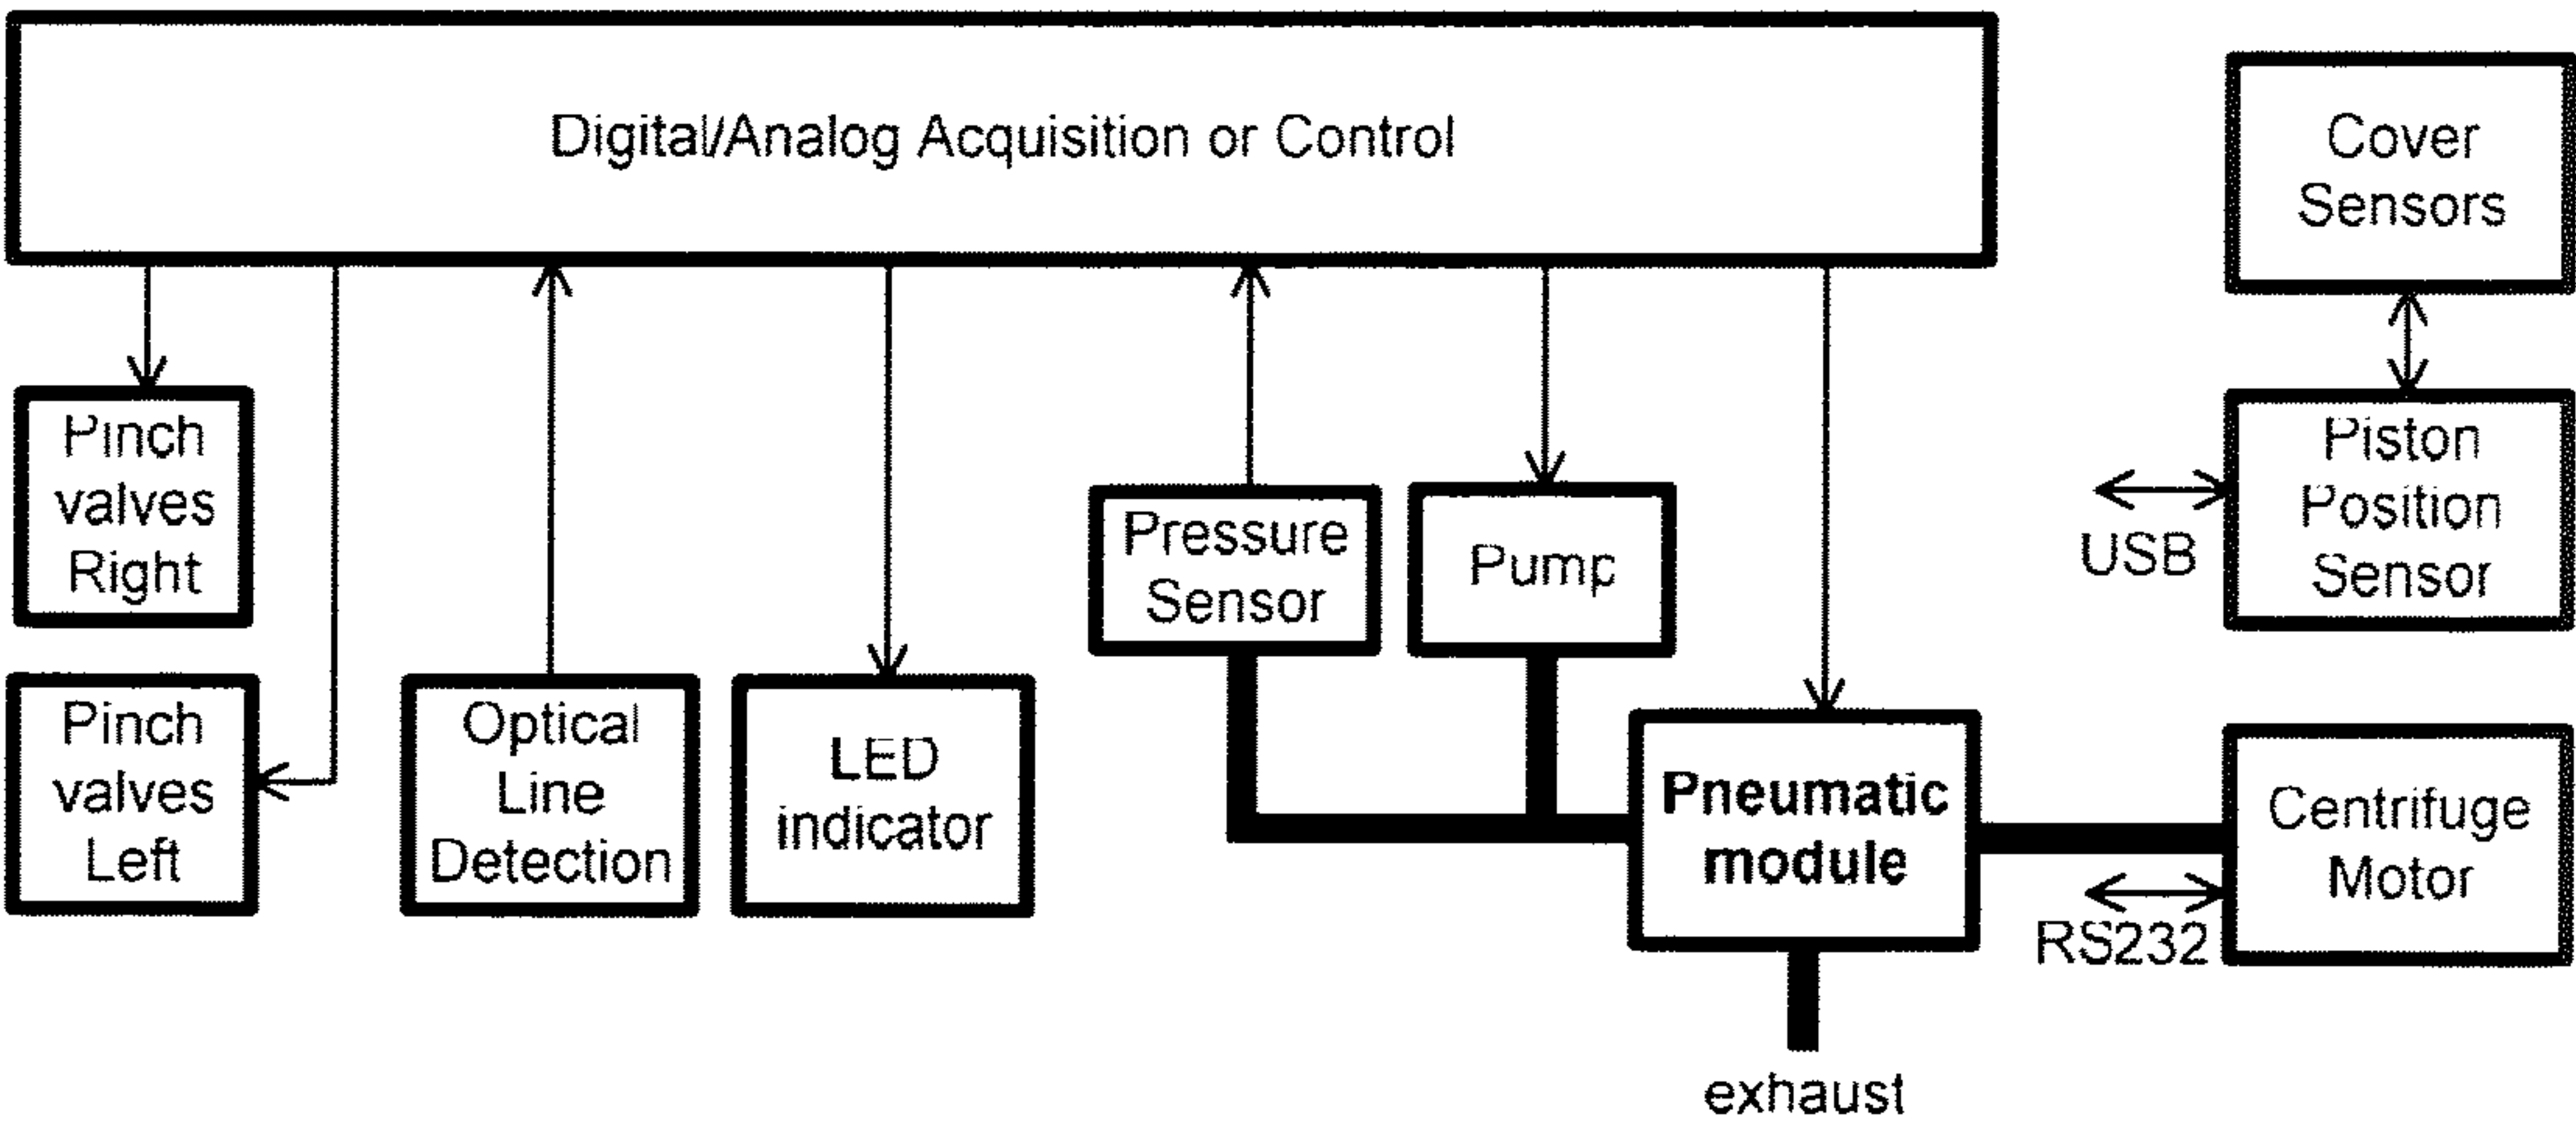 Digital/Analog Acquisition or Control
Cover
Sensors
Pinch
valves
Right
Piston
Position
Sensor
USB
Pressure
Sensor
Pump
Pinch
valves
Left
Optical
Line
Detection
LED
indicator
Pneumatic
module
Centrifuge
Motor
RS232
exhaust